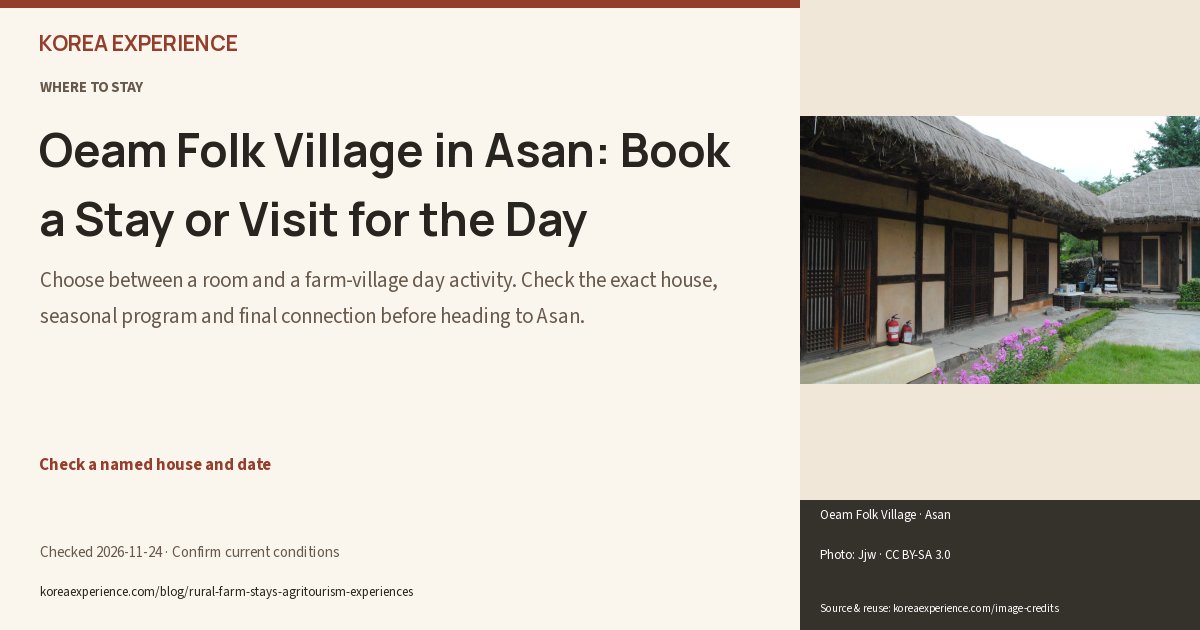 KOREA EXPERIENCE
WHERE TO STAY
Oeam Folk Village in Asan: Book
a Stay or Visit for the Day
Choose between a room and a farm-village day activity. Check the exact house,
seasonal program and final connection before heading to Asan.
Check a named house and date
Checked 2026-11-24 · Confirm current conditions
koreaexperience.com/blog/rural-farm-stays-agritourism-experiences
Oeam Folk Village · Asan
Photo: Jjw · CC BY-SA 3.0
Source & reuse: koreaexperience.com/image-credits